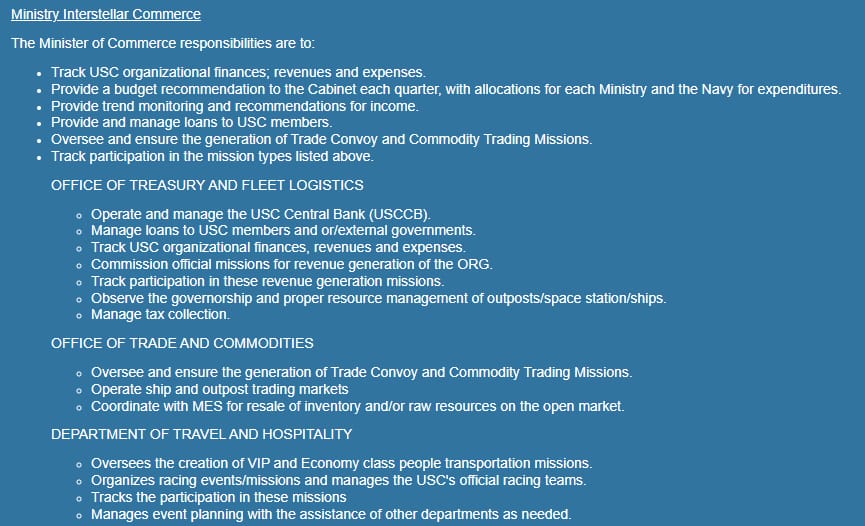 Ministry Interstellar Commerce
The Minister of Commerce responsibilities are to:
• Track USC organizational finances; revenues and expenses.
• Provide a budget recommendation to the Cabinet each quarter, with allocations for each Ministry and the Navy for expenditures.
• Provide trend monitoring and recommendations for income.
• Provide and manage loans to USC members.
• Oversee and ensure the generation of Trade Convoy and Commodity Trading Missions.
• Track participation in the mission types listed above.
OFFICE OF TREASURY AND FLEET LOGISTICS
◦ Operate and manage the USC Central Bank (USCCB).
◦ Manage loans to USC members and or/external governments.
◦ Track USC organizational finances, revenues and expenses.
◦ Commission official missions for revenue generation of the ORG.
◦ Track participation in these revenue generation missions.
◦ Observe the governorship and proper resource management of outposts/space station/ships.
◦ Manage tax collection.
OFFICE OF TRADE AND COMMODITIES
◦ Oversee and ensure the generation of Trade Convoy and Commodity Trading Missions.
◦ Operate ship and outpost trading markets
◦ Coordinate with MES for resale of inventory and/or raw resources on the open market.
DEPARTMENT OF TRAVEL AND HOSPITALITY
◦ Oversees the creation of VIP and Economy class people transportation missions.
◦ Organizes racing events/missions and manages the USC's official racing teams.
◦ Tracks the participation in these missions
◦ Manages event planning with the assistance of other departments as needed.